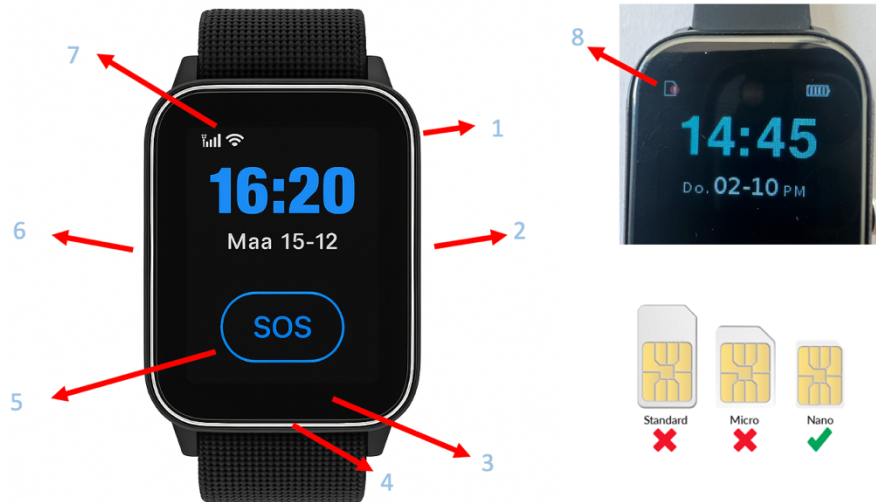 7
8
1
16:20
Maa 15-12
14:45
Do. 02-10 PM
6
2
SOS
5
3
4
Standard
Micro
Nano